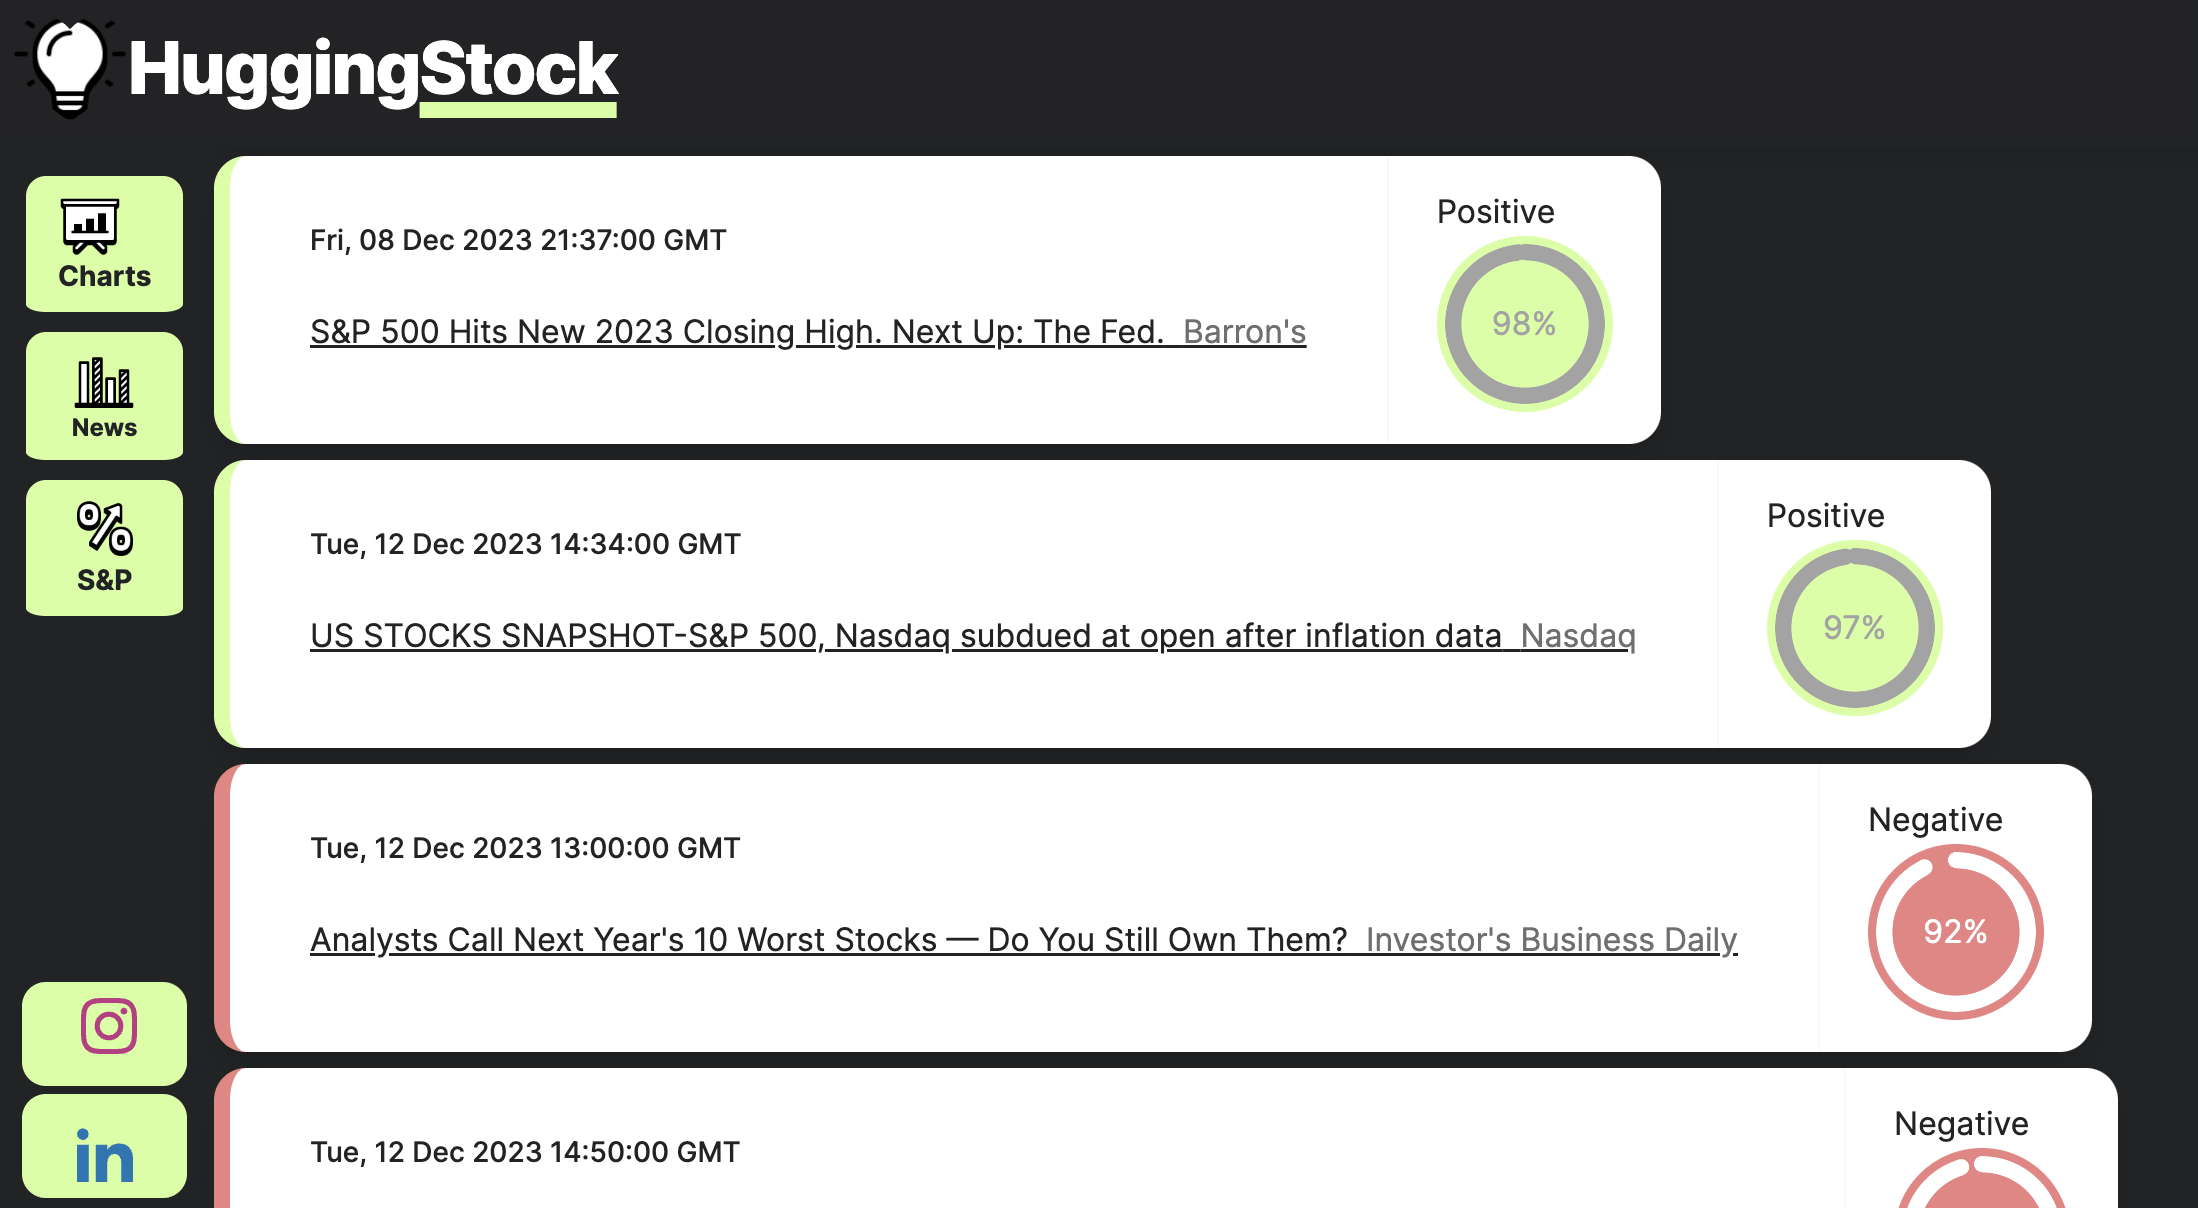 HuggingStock
Charts
News
S&P
Fri, 08 Dec 2023 21:37:00 GMT
S&P 500 Hits New 2023 Closing High. Next Up: The Fed. Barron's
Positive
98%
Tue, 12 Dec 2023 14:34:00 GMT
US STOCKS SNAPSHOT-S&P 500, Nasdaq subdued at open after inflation data Nasdaq
Positive
97%
Tue, 12 Dec 2023 13:00:00 GMT
Analysts Call Next Year's 10 Worst Stocks — Do You Still Own Them? Investor's Business Daily
Negative
92%
Tue, 12 Dec 2023 14:50:00 GMT
Negative
in